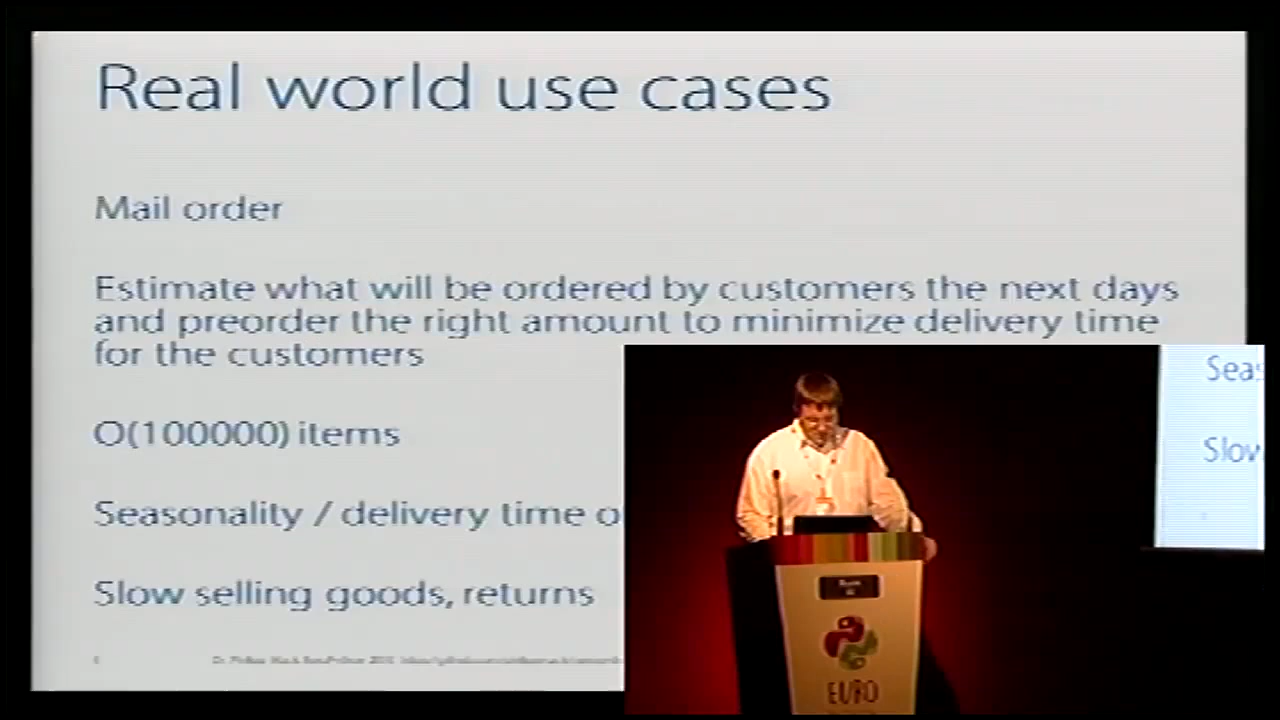 Real world use cases
Mail order
Estimate what will be ordered by customers the next days
and preorder the right amount to minimize delivery time
for the customers
O(100000) items
Seasonality / delivery time o
Slow selling goods, returns
Seas
Slow
EURO